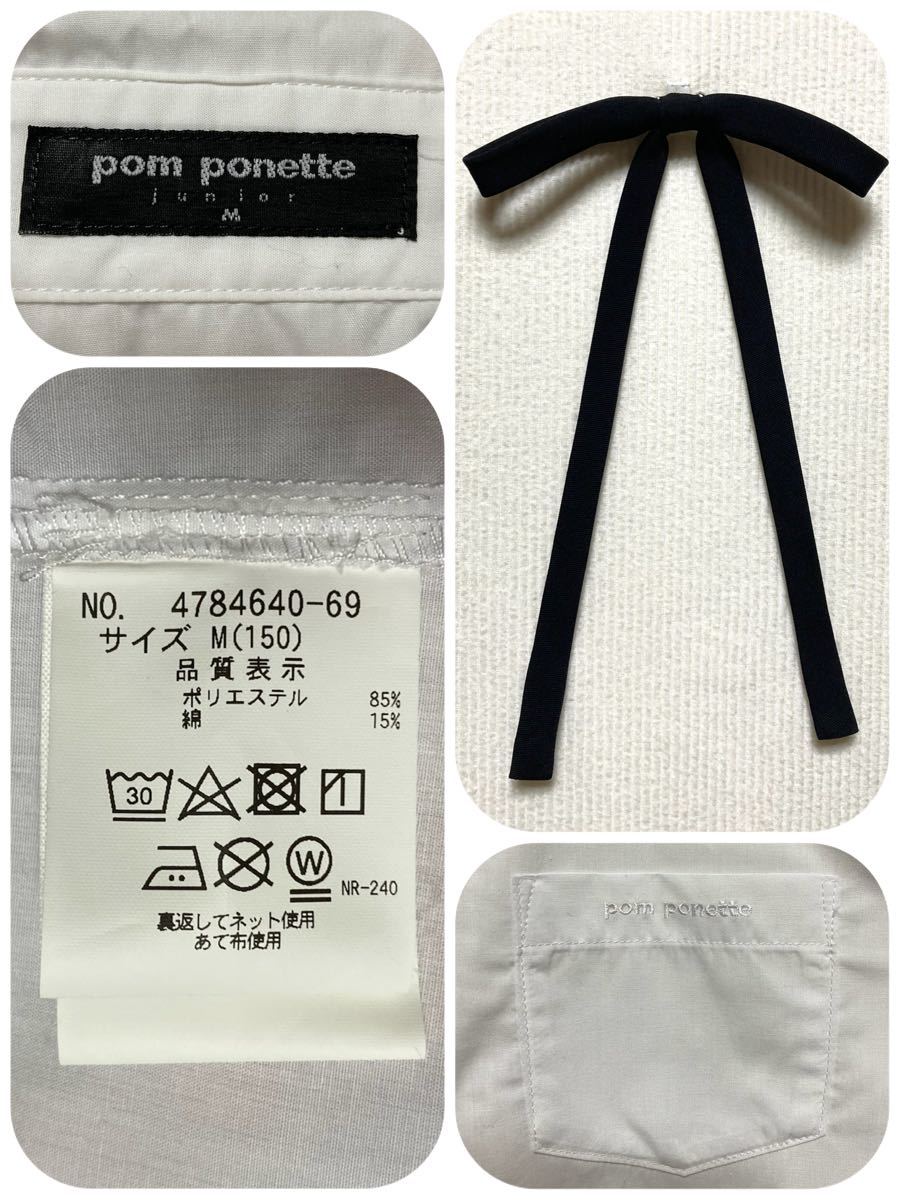 pom ponette
junior
M
NO. 4784640-69
サイズ M(150)
品質表示
ポリエステル 85%
綿 15%
30
W
NR-240
裏返してネット使用
あて布使用
pom ponette